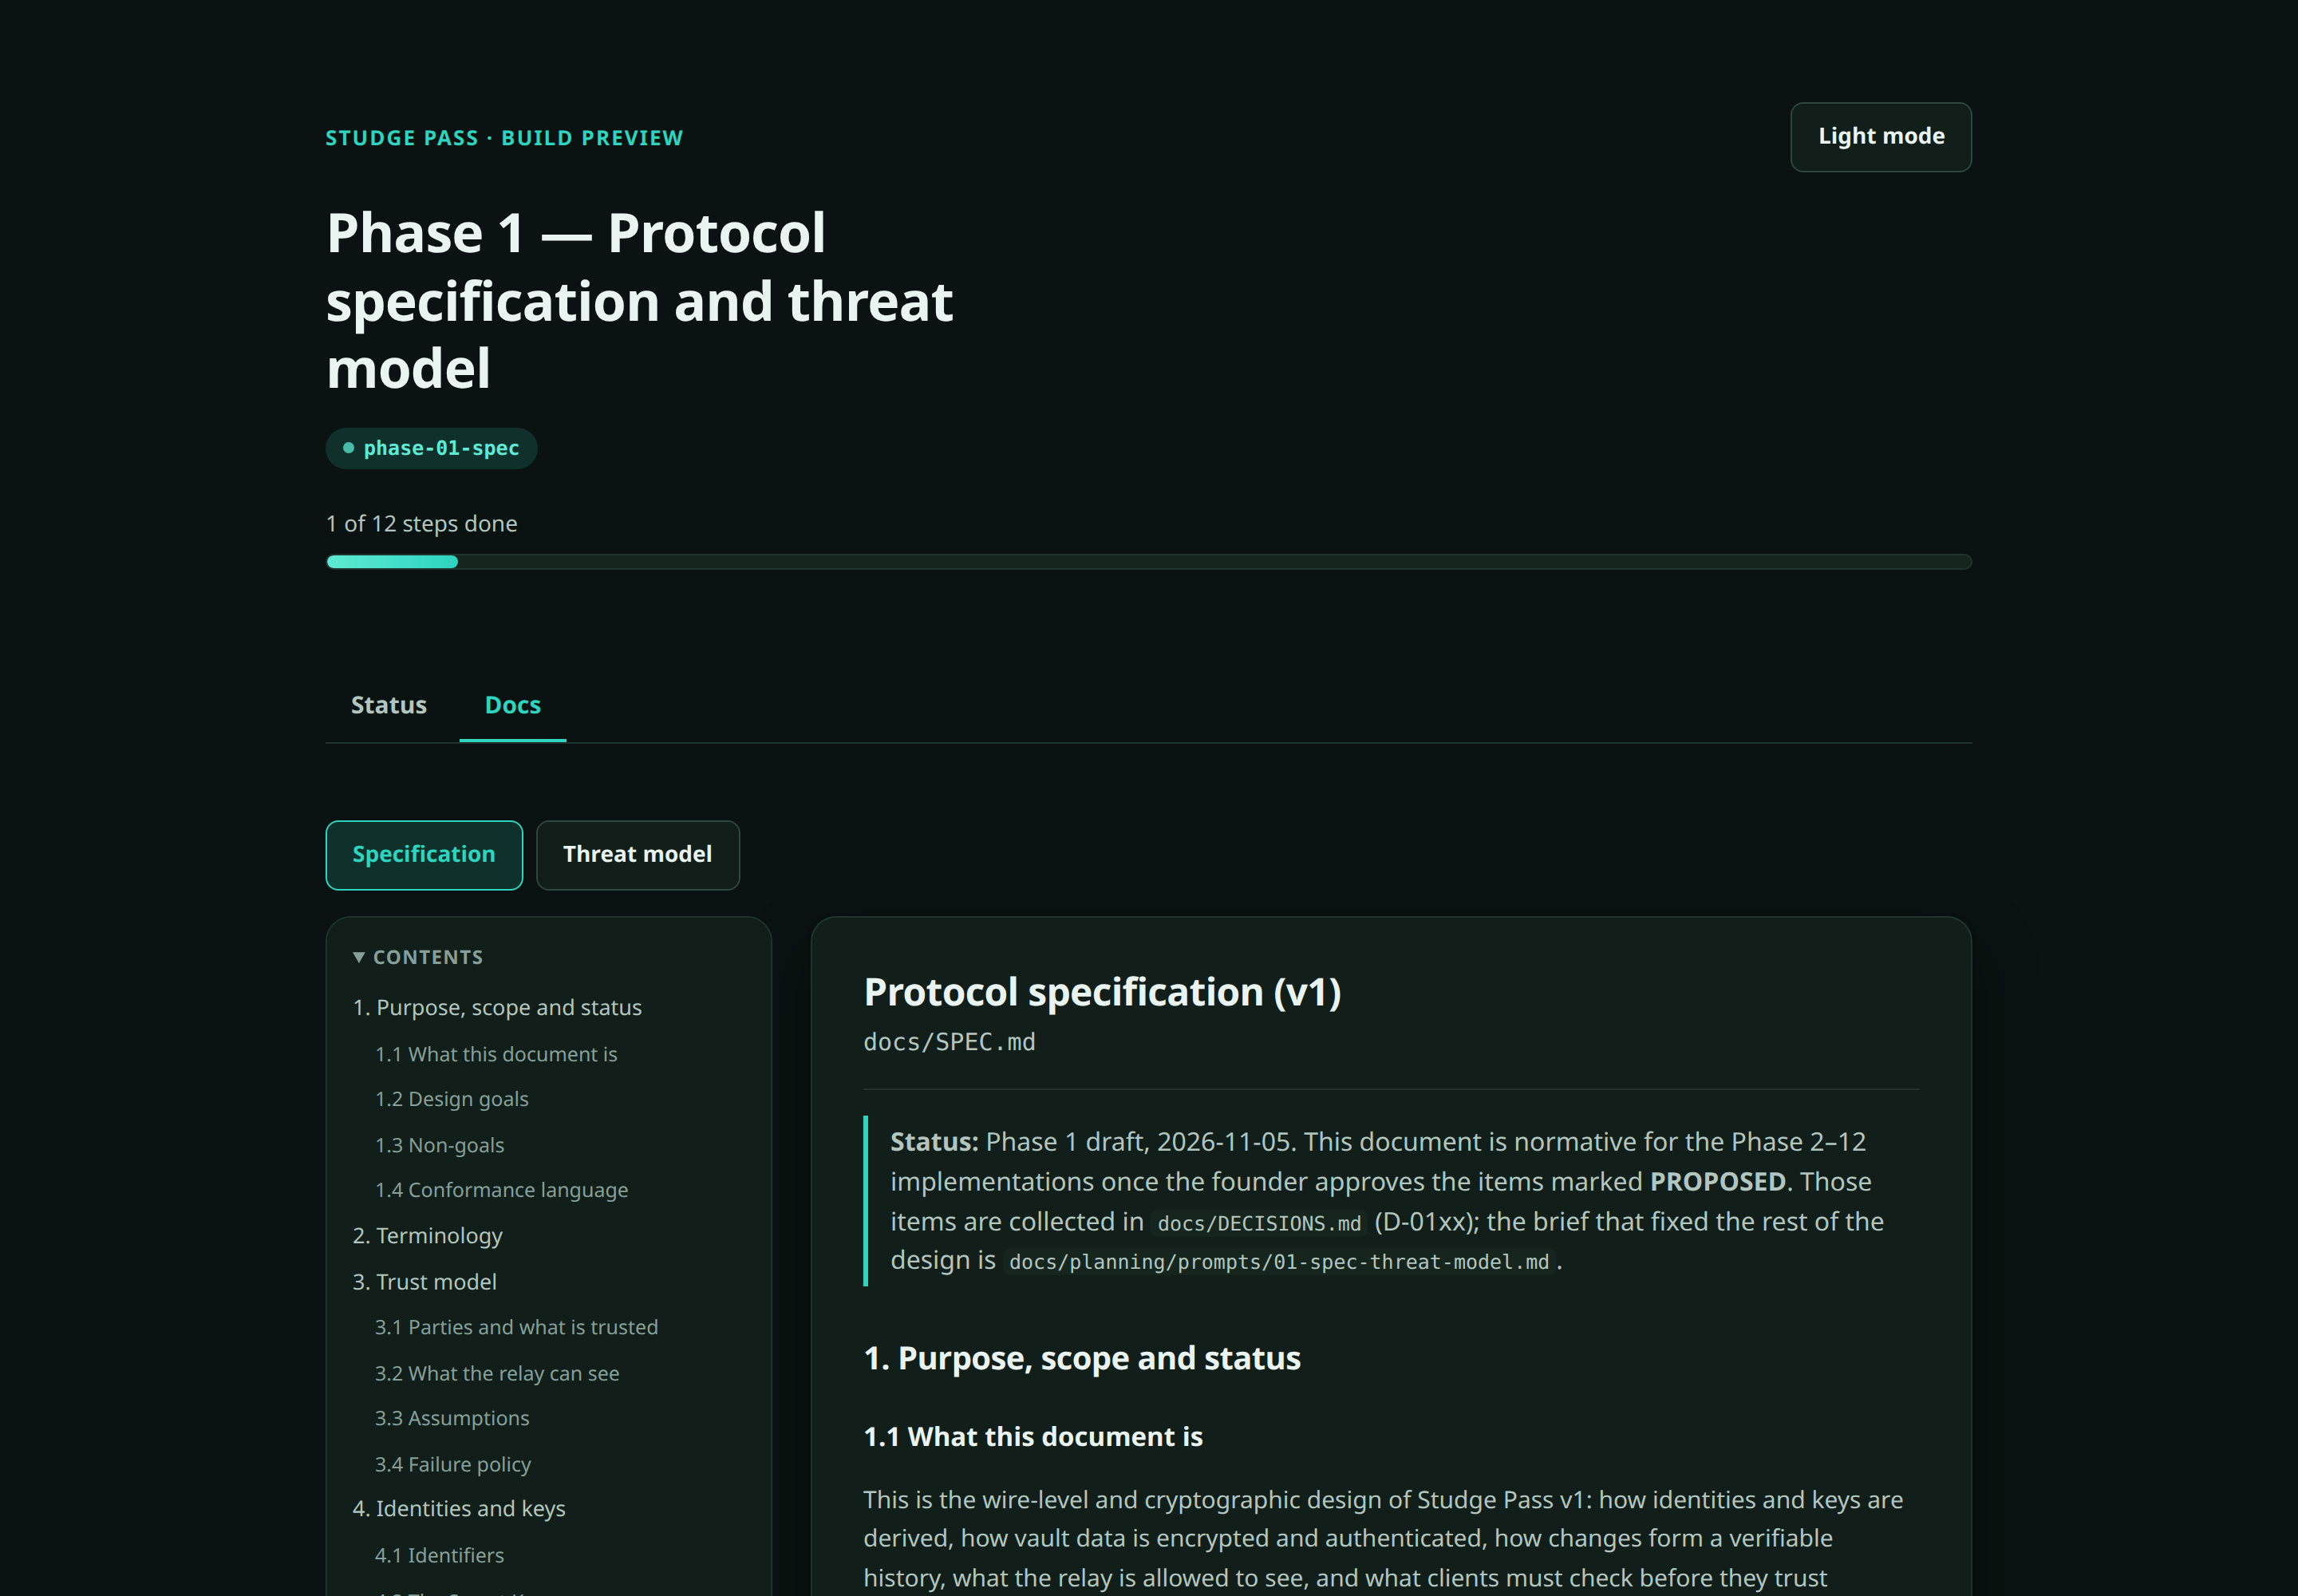 STUDGE PASS · BUILD PREVIEW
Light mode
Phase 1 — Protocol
specification and threat
model
phase-01-spec
1 of 12 steps done
Status
Docs
Specification
Threat model
▼ CONTENTS
1. Purpose, scope and status
1.1 What this document is
1.2 Design goals
1.3 Non-goals
1.4 Conformance language
2. Terminology
3. Trust model
3.1 Parties and what is trusted
3.2 What the relay can see
3.3 Assumptions
3.4 Failure policy
4. Identities and keys
4.1 Identifiers
Protocol specification (v1)
docs/SPEC.md
Status: Phase 1 draft, 2026-11-05. This document is normative for the Phase 2–12
implementations once the founder approves the items marked PROPOSED. Those
items are collected in docs/DECISIONS.md (D-01xx); the brief that fixed the rest of the
design is docs/planning/prompts/01-spec-threat-model.md.
1. Purpose, scope and status
1.1 What this document is
This is the wire-level and cryptographic design of Studge Pass v1: how identities and keys are
derived, how vault data is encrypted and authenticated, how changes form a verifiable
history, what the relay is allowed to see, and what clients must check before they trust